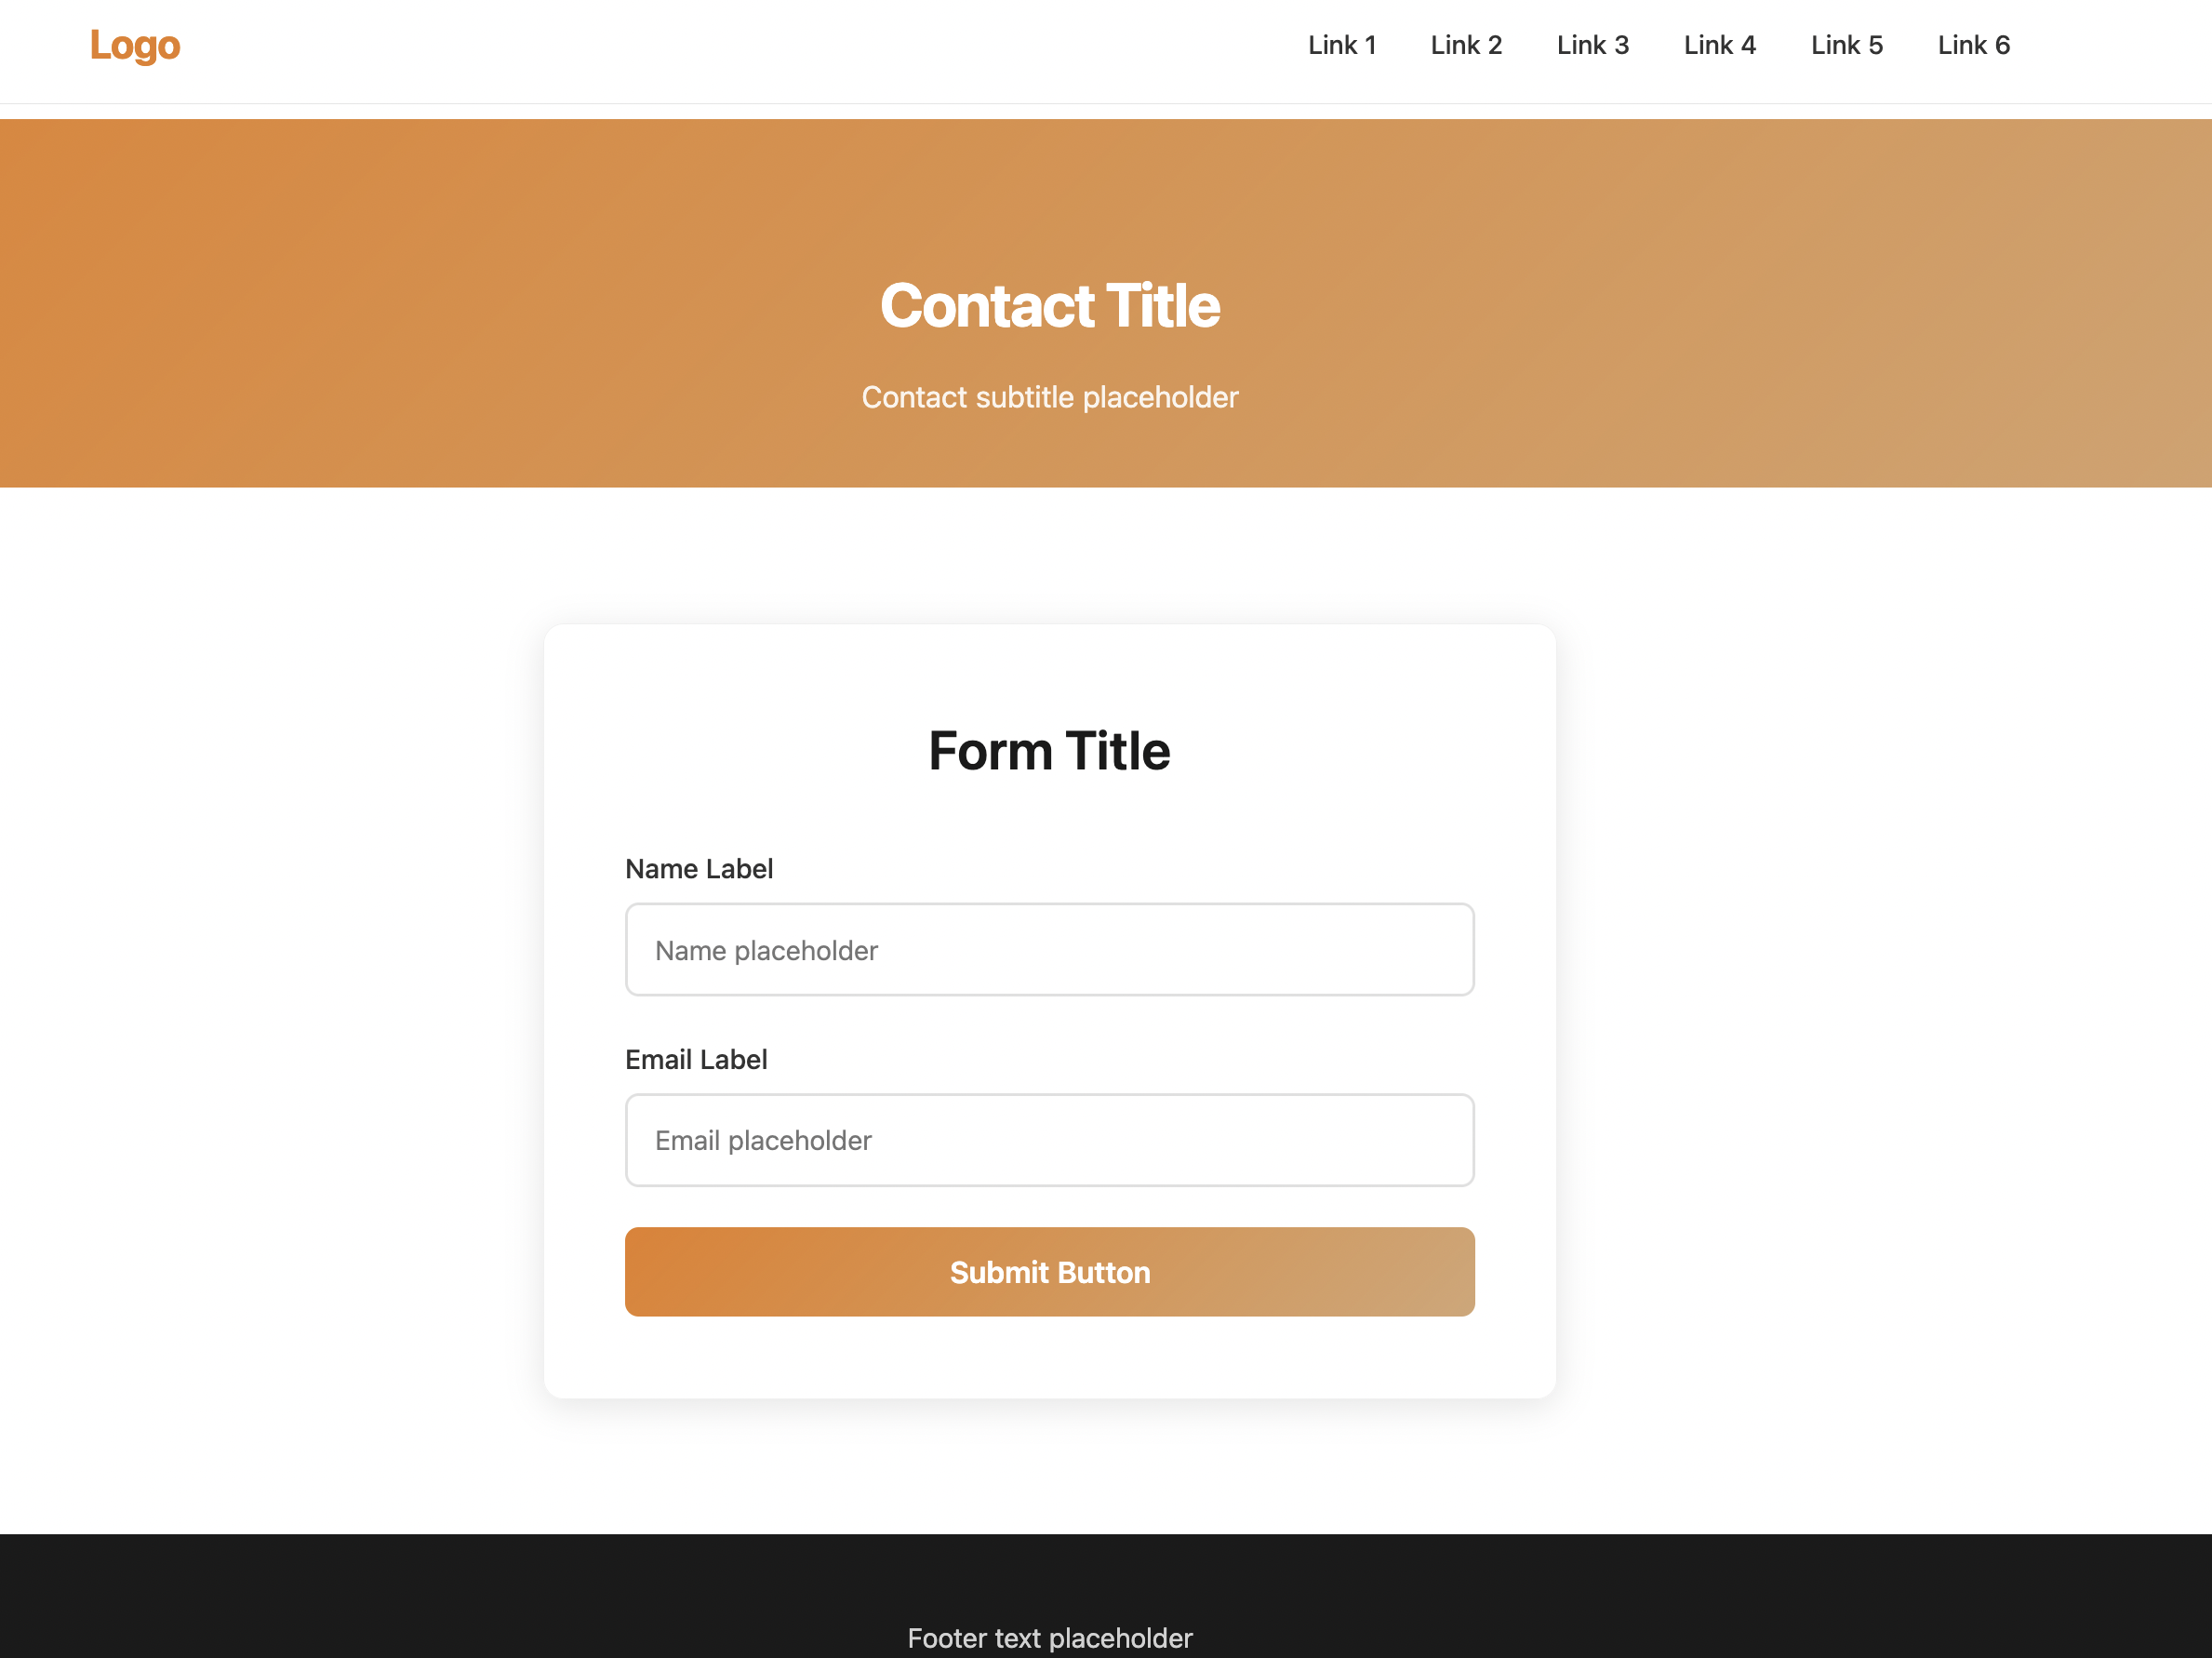 Logo
Link 1 Link 2 Link 3 Link 4 Link 5 Link 6
Contact Title
Contact subtitle placeholder
Form Title
Name Label
Name placeholder
Email Label
Email placeholder
Submit Button
Footer text placeholder